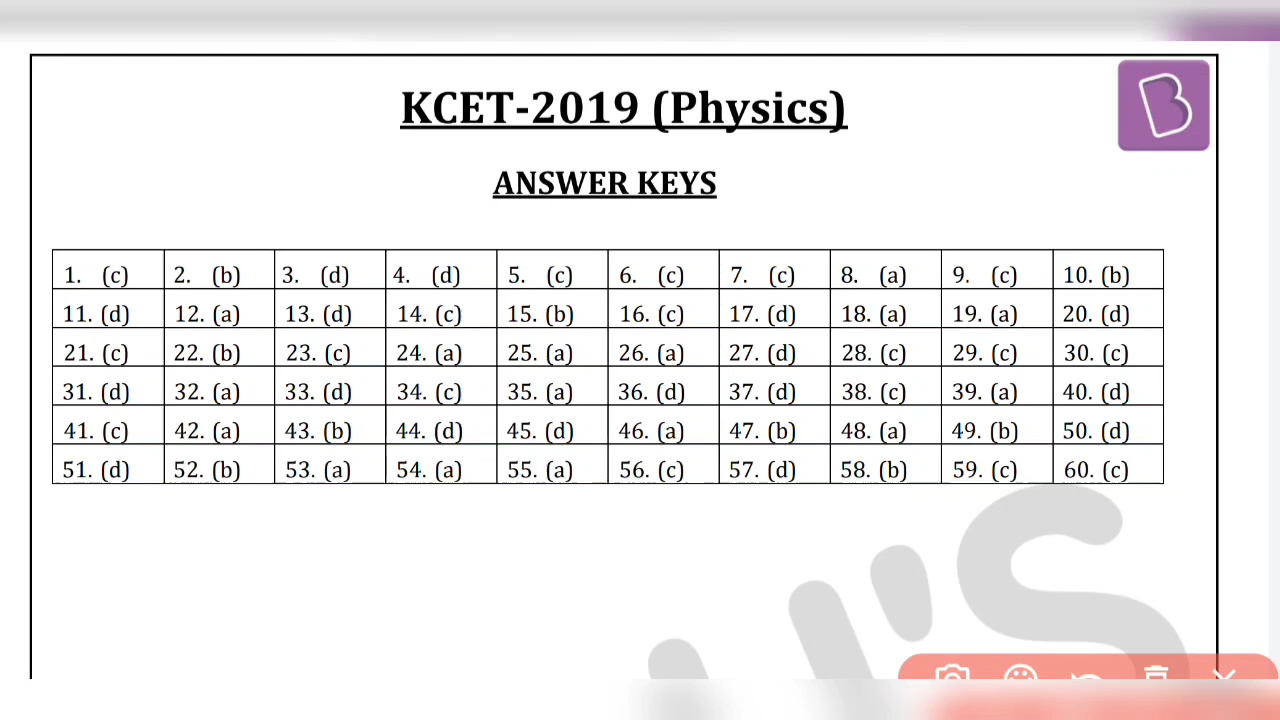 KCET-2019 (Physics)
B
ANSWER KEYS
1. (c) 2. (b) 3. (d) 4. (d) 5. (c) 6. (c) 7. (c) 8. (a) 9. (c) 10. (b)
11. (d) 12. (a) 13. (d) 14. (c) 15. (b) 16. (c) 17. (d) 18. (a) 19. (a) 20. (d)
21. (c) 22. (b) 23. (c) 24. (a) 25. (a) 26. (a) 27. (d) 28. (c) 29. (c) 30. (c)
31. (d) 32. (a) 33. (d) 34. (c) 35. (a) 36. (d) 37. (d) 38. (c) 39. (a) 40. (d)
41. (c) 42. (a) 43. (b) 44. (d) 45. (d) 46. (a) 47. (b) 48. (a) 49. (b) 50. (d)
51. (d) 52. (b) 53. (a) 54. (a) 55. (a) 56. (c) 57. (d) 58. (b) 59. (c) 60. (c)